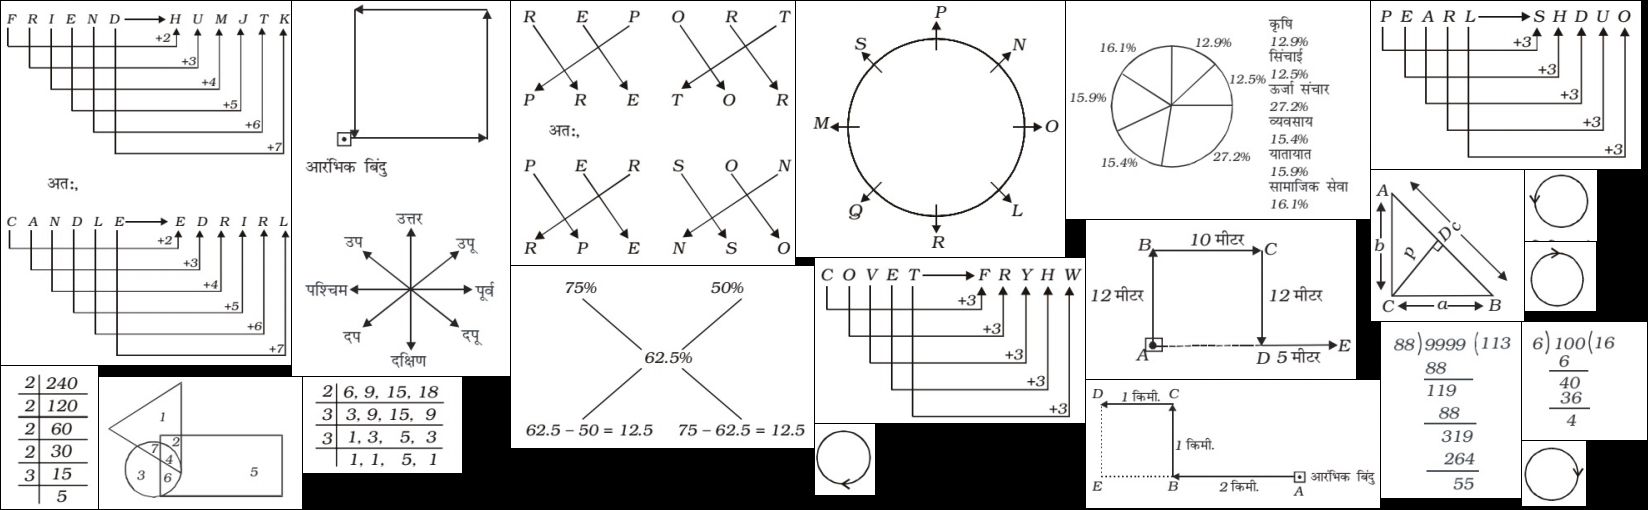 F R I E N D H U M J T K
+2
+3
+4
+5
+6
+7
अतः,
C A N D L E E D R I R L
+2
+3
+4
+5
+6
+7
2 240
2 120
2 60
2 30
3 15
5
1
2
7
4
3
6
5
आरंभिक बिंदु
उत्तर
उप उपू
पश्चिम पूर्व
दप दपू
दक्षिण
2 6, 9, 15, 18
3 3, 9, 15, 9
3 1, 3, 5, 3
1, 1, 5, 1
R E P O R T
P R E T O R
अतः,
P E R S O N
R P E N S O
75% 50%
62.5%
62.5 – 50 = 12.5 75 – 62.5 = 12.5
P
S N
M O
Q L
R
C O V E T F R Y H W
+3
+3
+3
+3
+3
16.1% 12.9%
12.5%
15.9%
15.4% 27.2%
कृषि
12.9%
सिंचाई
12.5%
ऊर्जा संचार
27.2%
व्यवसाय
15.4%
यातायात
15.9%
सामाजिक सेवा
16.1%
B 10 मीटर C
12 मीटर 12 मीटर
A D 5 मीटर E
D 1 किमी. C
1 किमी.
E B 2 किमी. A आरंभिक बिंदु
P E A R L S H D U O
+3
+3
+3
+3
+3
A
b p D c
C a B
88)9999(113
88
119
88
319
264
55
6)100(16
6
40
36
4